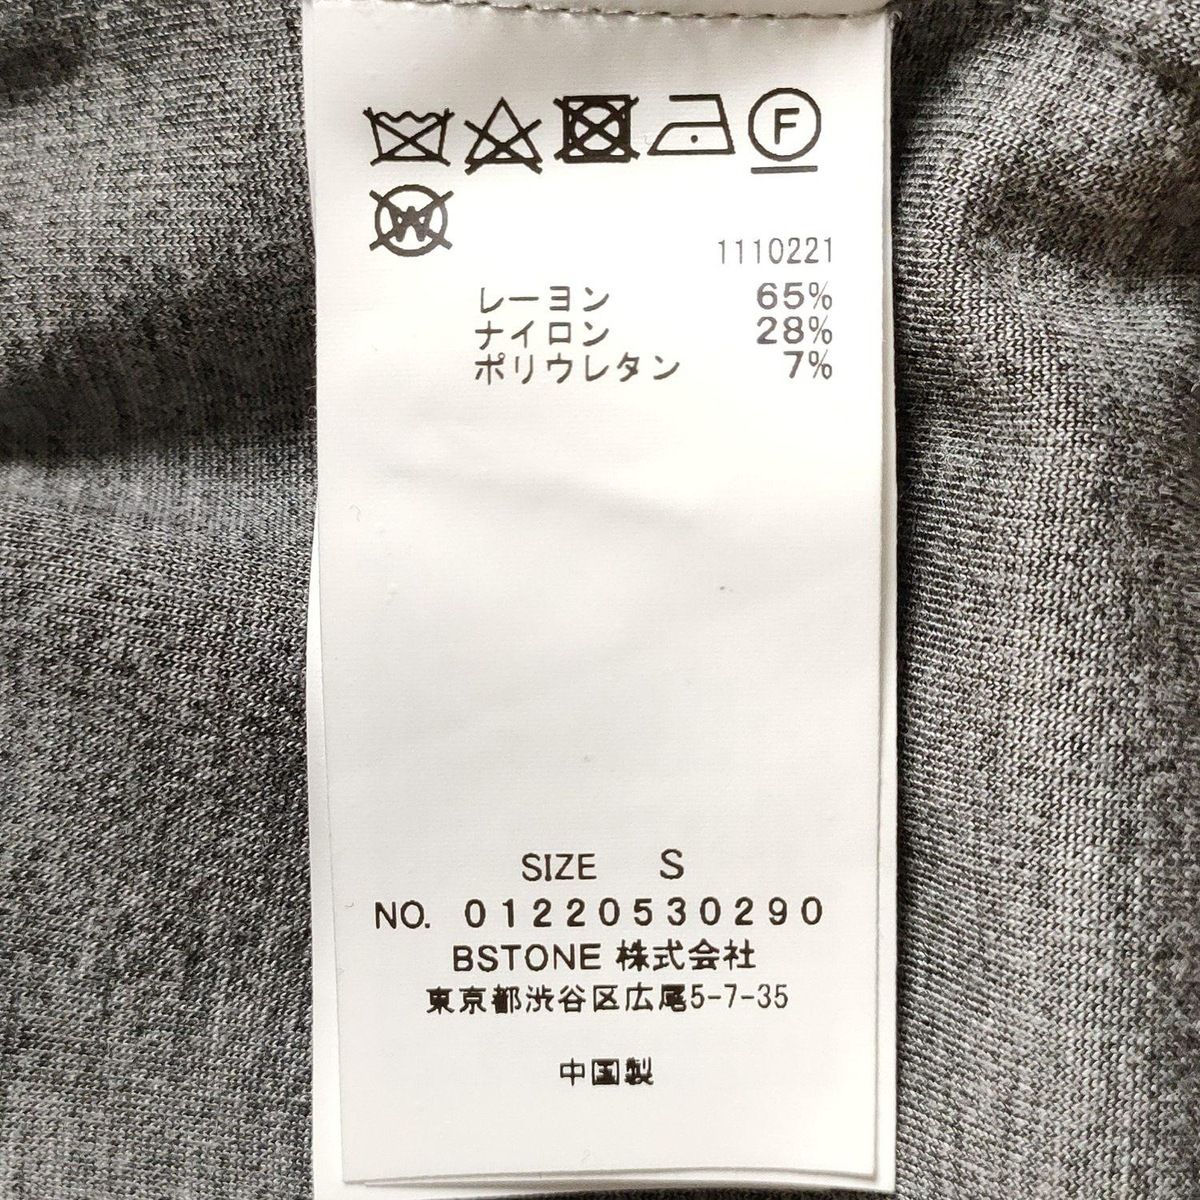 F
W
1110221
レーヨン 65%
ナイロン 28%
ポリウレタン 7%
SIZE S
NO. 01220530290
BSTONE 株式会社
東京都渋谷区広尾5-7-35
中国製